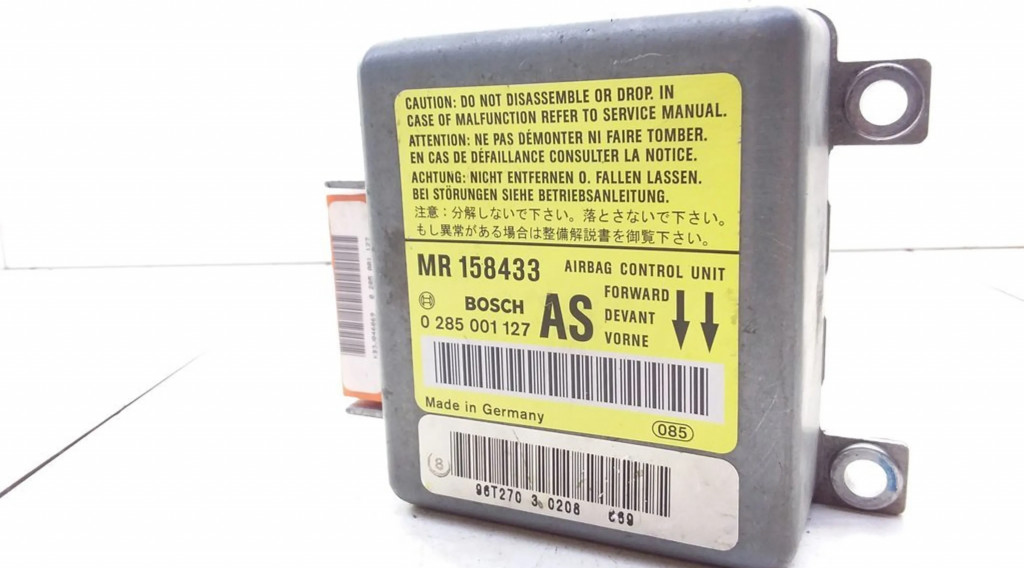 CAUTION: DO NOT DISASSEMBLE OR DROP. IN
CASE OF MALFUNCTION REFER TO SERVICE MANUAL.
ATTENTION: NE PAS DÉMONTER NI FAIRE TOMBER.
EN CAS DE DÉFAILLANCE CONSULTER LA NOTICE.
ACHTUNG: NICHT ENTFERNEN O. FALLEN LASSEN.
BEI STÖRUNGEN SIEHE BETRIEBSANLEITUNG.
注意：分解しないで下さい。落とさないで下さい。
もし異常がある場合は整備解説書を御覧下さい。
MR 158433 AIRBAG CONTROL UNIT
BOSCH AS FORWARD
0 285 001 127 DEVANT
VORNE
Made in Germany
085
8
96T270 3 0208 C59